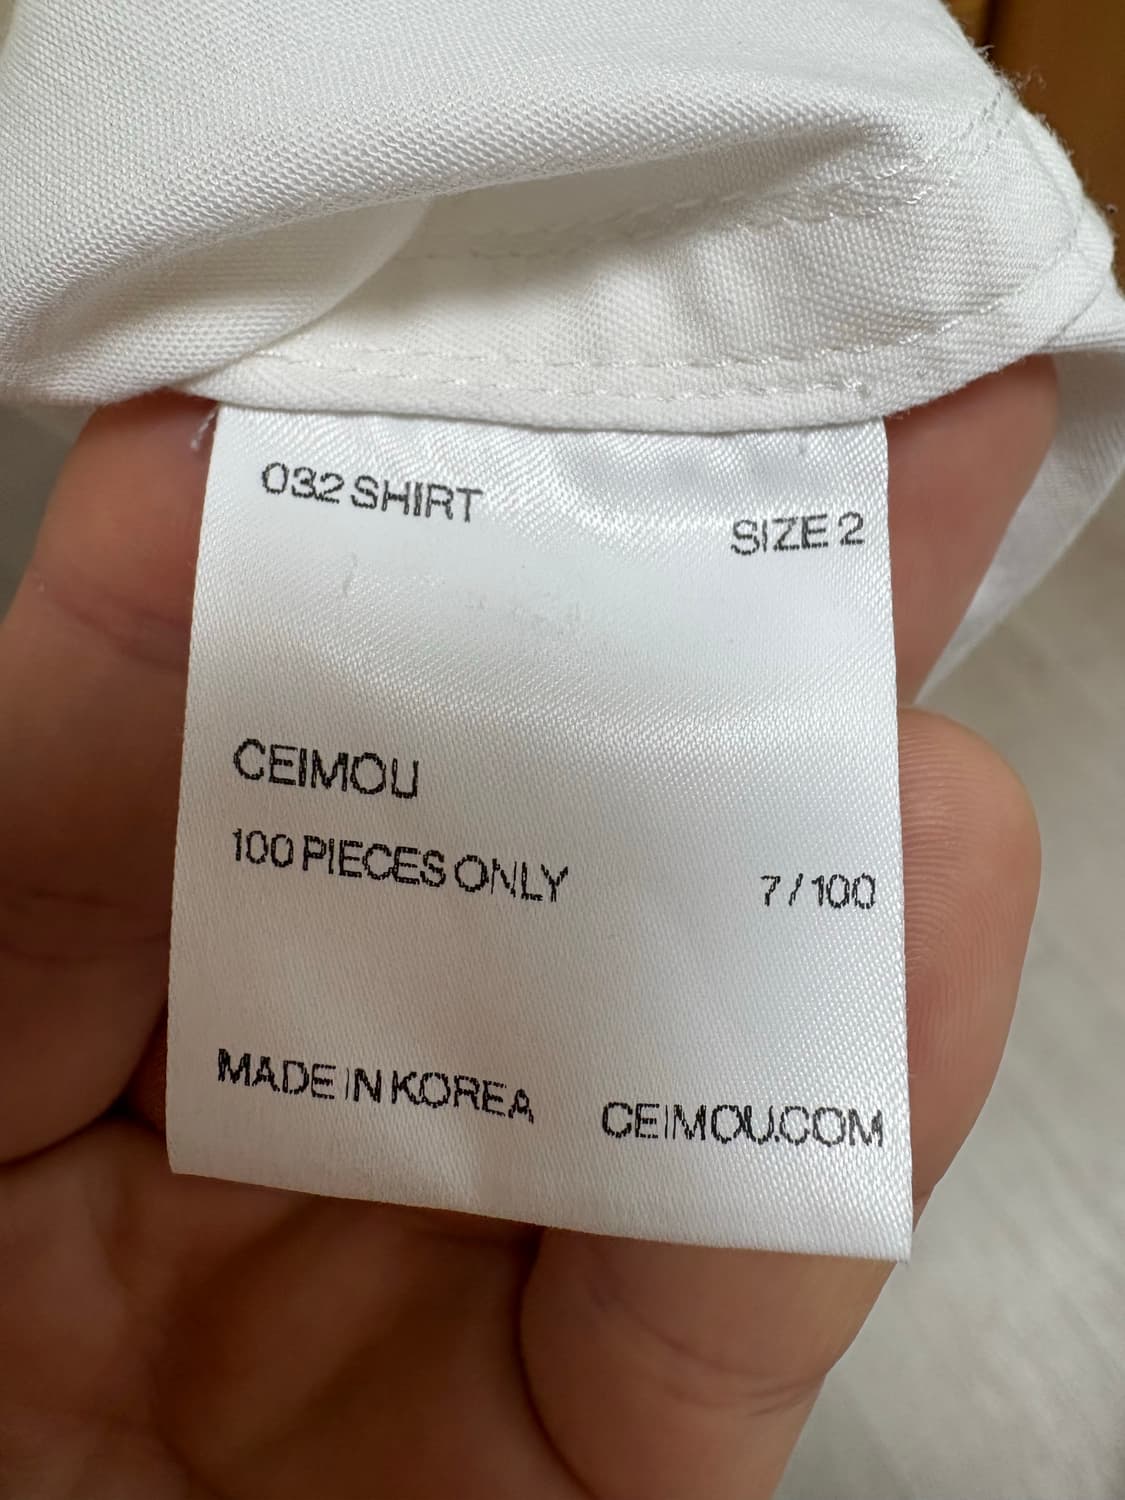 032 SHIRT
SIZE 2
CEIMOU
100 PIECES ONLY
7/100
MADE IN KOREA
CEIMOU.COM